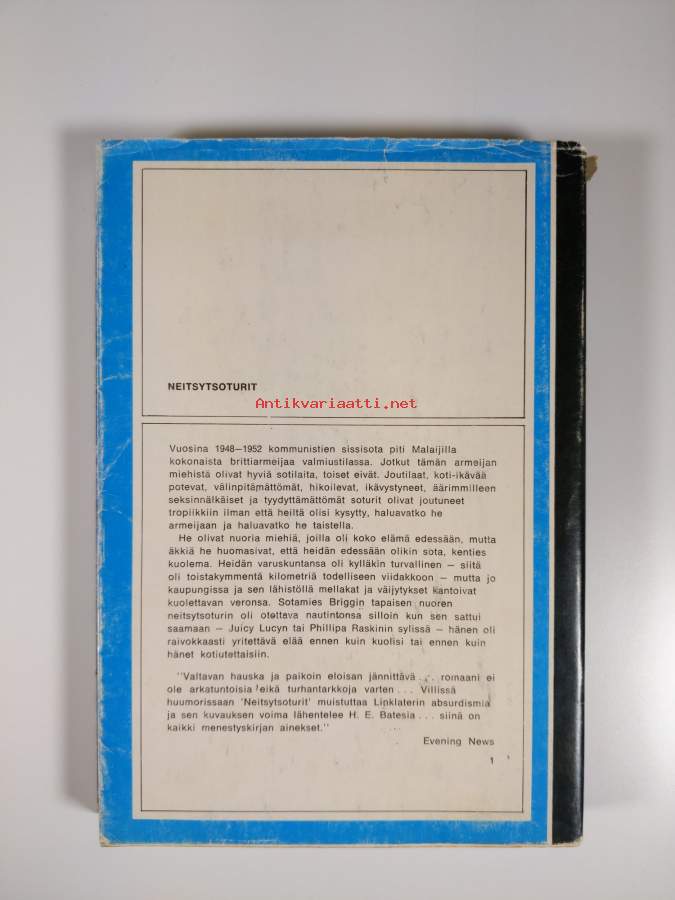 NEITSYTSOTURIT
Antikvariaatti.net
Vuosina 1948–1952 kommunistien sissisota piti Malaijilla
kokonaista brittiarmeijaa valmiustilassa. Jotkut tämän armeijan
miehistä olivat hyviä sotilaita, toiset eivät. Joutilaat, koti-ikävää
potevat, välinpitämättömät, hikoilevat, ikävystyneet, äärimmilleen
seksinnälkäiset ja tyydyttämättömät soturit olivat joutuneet
tropiikkiin ilman että heiltä olisi kysytty, haluavatko he
armeijaan ja haluavatko he taistella.
He olivat nuoria miehiä, joilla oli koko elämä edessään, mutta
äkkiä he huomasivat, että heidän edessään olikin sota, kenties
kuolema. Heidän varuskuntansa oli kylläkin turvallinen — siitä
oli toistakymmentä kilometriä todelliseen viidakkoon — mutta jo
kaupungissa ja sen lähistöllä mellakat ja väijytykset kantoivat
kuolettavan veronsa. Sotamies Briggin tapaisen nuoren
neitsytsoturin oli otettava nautintonsa silloin kun sen sattui
saamaan — Juicy Lucyn tai Phillipa Raskinin sylissä — hänen oli
raivokkaasti yritettävä elää ennen kuin kuolisi tai ennen kuin
hänet kotiutettaisiin.
"Valtavan hauska ja paikoin eloisan jännittävä . . . romaani ei
ole arkatuntoisia eikä turhantarkkoja varten . . . Villissä
huumorissaan 'Neitsytsoturit' muistuttaa Linklaterin absurdismia
ja sen kuvauksen voima lähentelee H. E. Batesia . . . siinä on
kaikki menestyskirjan ainekset."
Evening News
1